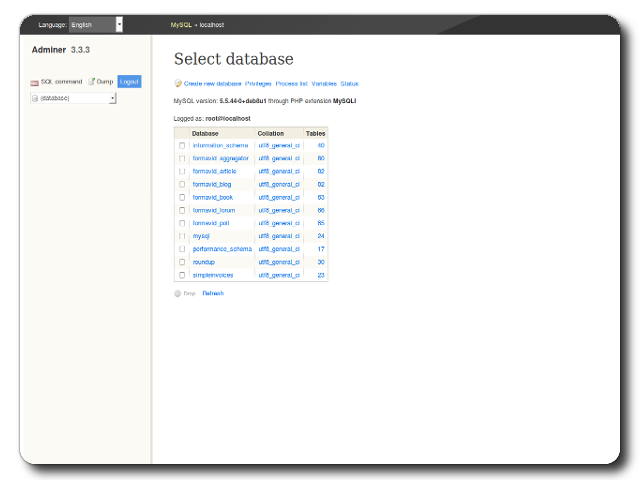 Language: English
MySQL » localhost
Adminer 3.3.3
SQL command Dump Logout
(database)
Select database
Create new database Privileges Process list Variables Status
MySQL version: 5.5.44-0+deb8u1 through PHP extension MySQLi
Logged as: root@localhost
Database Collation Tables
information_schema utf8_general_ci 40
formavid_aggregator utf8_general_ci 80
formavid_article utf8_general_ci 82
formavid_blog utf8_general_ci 82
formavid_book utf8_general_ci 83
formavid_forum utf8_general_ci 86
formavid_poll utf8_general_ci 85
mysql utf8_general_ci 24
performance_schema utf8_general_ci 17
roundup utf8_general_ci 30
simpleinvoices utf8_general_ci 23
Drop Refresh